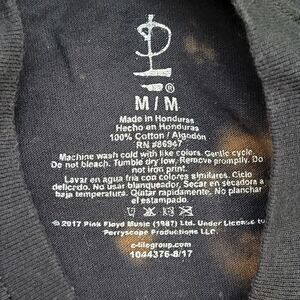 ®
M / M
Made in Honduras
Hecho en Honduras
100% Cotton / Algodón
RN #86947
Machine wash cold with like colors. Gentle cycle.
Do not bleach. Tumble dry low. Remove promptly. Do
not iron print.
Lavar en agua fria con colores similares. Ciclo
delicado. No usar blanqueador. Secar en secadora a
baja temperatura. Quitar rapidamente. No planchar
estampado.
© 2017 Pink Floyd Music (1987) Ltd. Under License to
Perryscope Productions LLC.
c-lifegroup.com
1044376-8/17